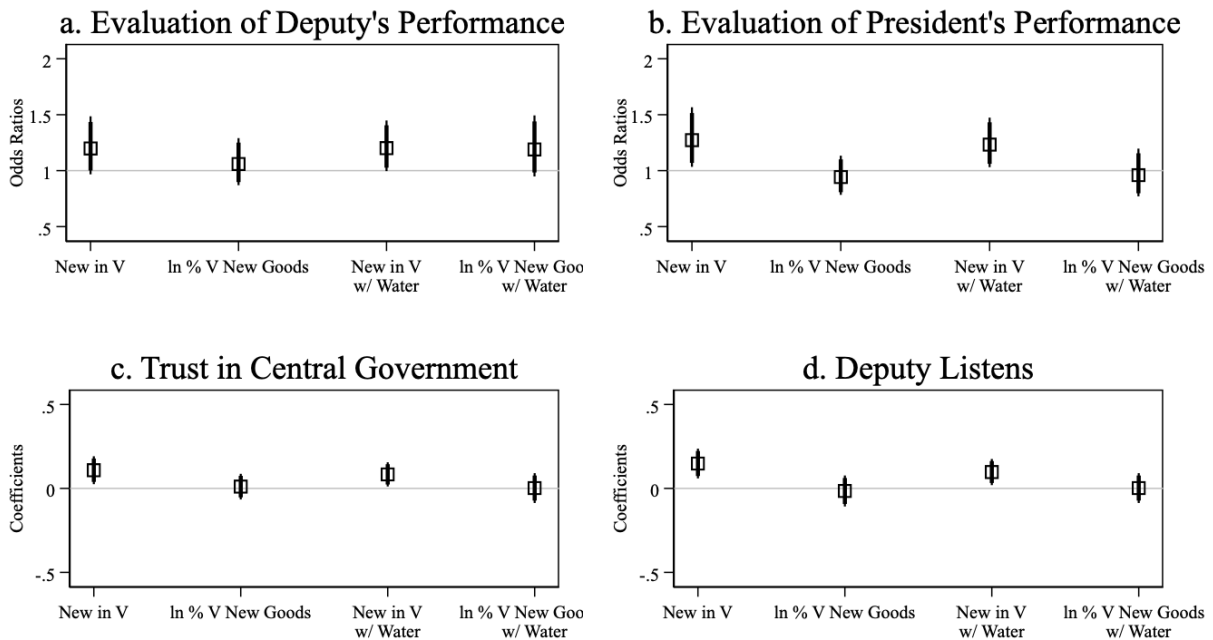 a. Evaluation of Deputy's Performance
Odds Ratios
2
1.5
1
.5
New in V
ln % V New Goods
New in V
w/ Water
ln % V New Goo
w/ Water
b. Evaluation of President's Performance
Odds Ratios
2
1.5
1
.5
New in V
ln % V New Goods
New in V
w/ Water
ln % V New Goods
w/ Water
c. Trust in Central Government
Coefficients
.5
0
-.5
New in V
ln % V New Goods
New in V
w/ Water
ln % V New Goo
w/ Water
d. Deputy Listens
Coefficients
.5
0
-.5
New in V
ln % V New Goods
New in V
w/ Water
ln % V New Goods
w/ Water